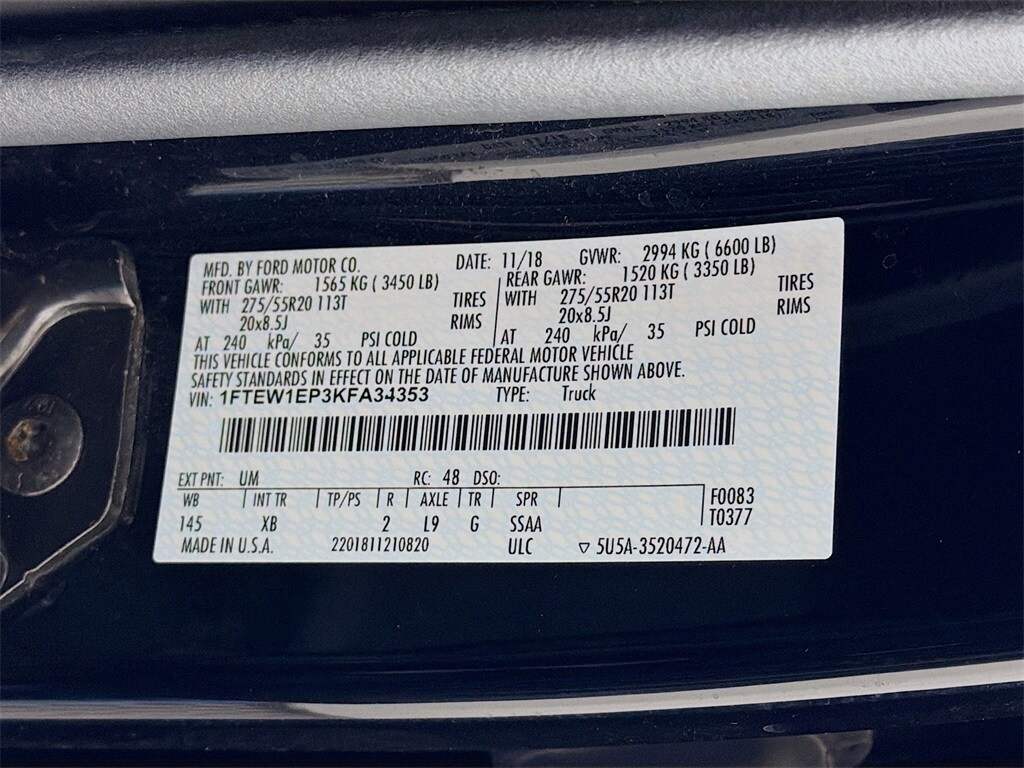 MFD. BY FORD MOTOR CO. DATE: 11/18 GVWR: 2994 KG ( 6600 LB)
FRONT GAWR: 1565 KG ( 3450 LB) REAR GAWR: 1520 KG ( 3350 LB)
WITH 275/55R20 113T TIRES WITH 275/55R20 113T TIRES
20x8.5J RIMS 20x8.5J RIMS
AT 240 kPa/ 35 PSI COLD AT 240 kPa/ 35 PSI COLD
THIS VEHICLE CONFORMS TO ALL APPLICABLE FEDERAL MOTOR VEHICLE
SAFETY STANDARDS IN EFFECT ON THE DATE OF MANUFACTURE SHOWN ABOVE.
VIN: 1FTEW1EP3KFA34353 TYPE: Truck
EXT PNT: UM RC: 48 DSO:
WB INT TR TP/PS R AXLE TR SPR F0083
145 XB 2 L9 G SSAA T0377
MADE IN U.S.A. 2201811210820 ULC ▽ 5U5A-3520472-AA